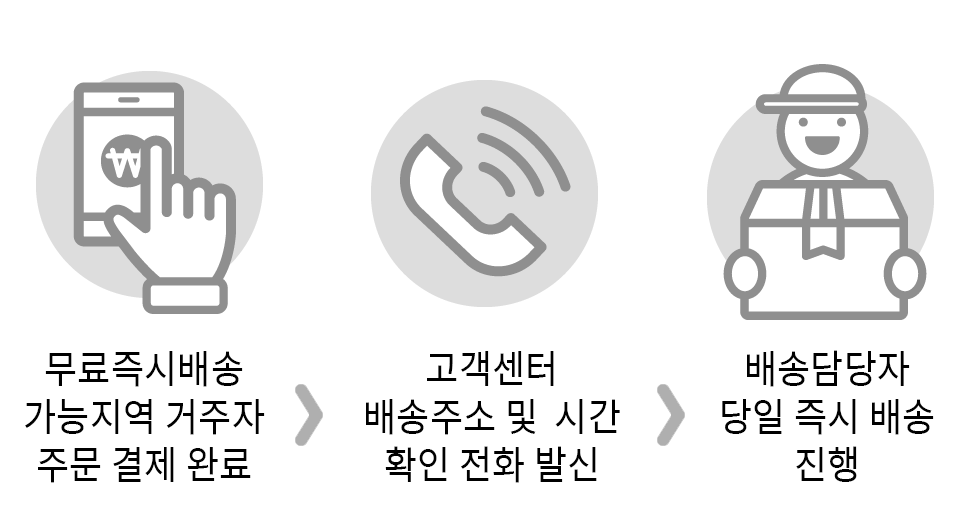 ₩
무료즉시배송
가능지역 거주자
주문 결제 완료
고객센터
배송주소 및 시간
확인 전화 발신
배송담당자
당일 즉시 배송
진행